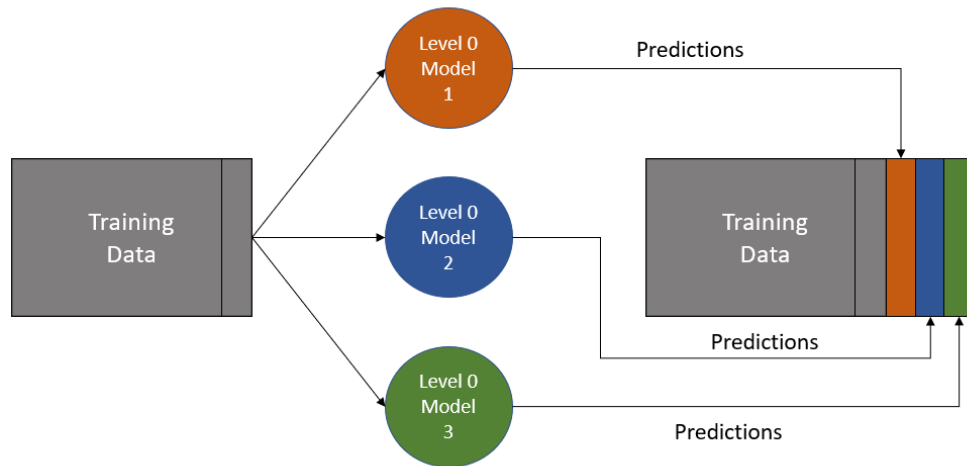 Level 0
Model
1
Predictions
Training
Data
Level 0
Model
2
Training
Data
Predictions
Level 0
Model
3
Predictions